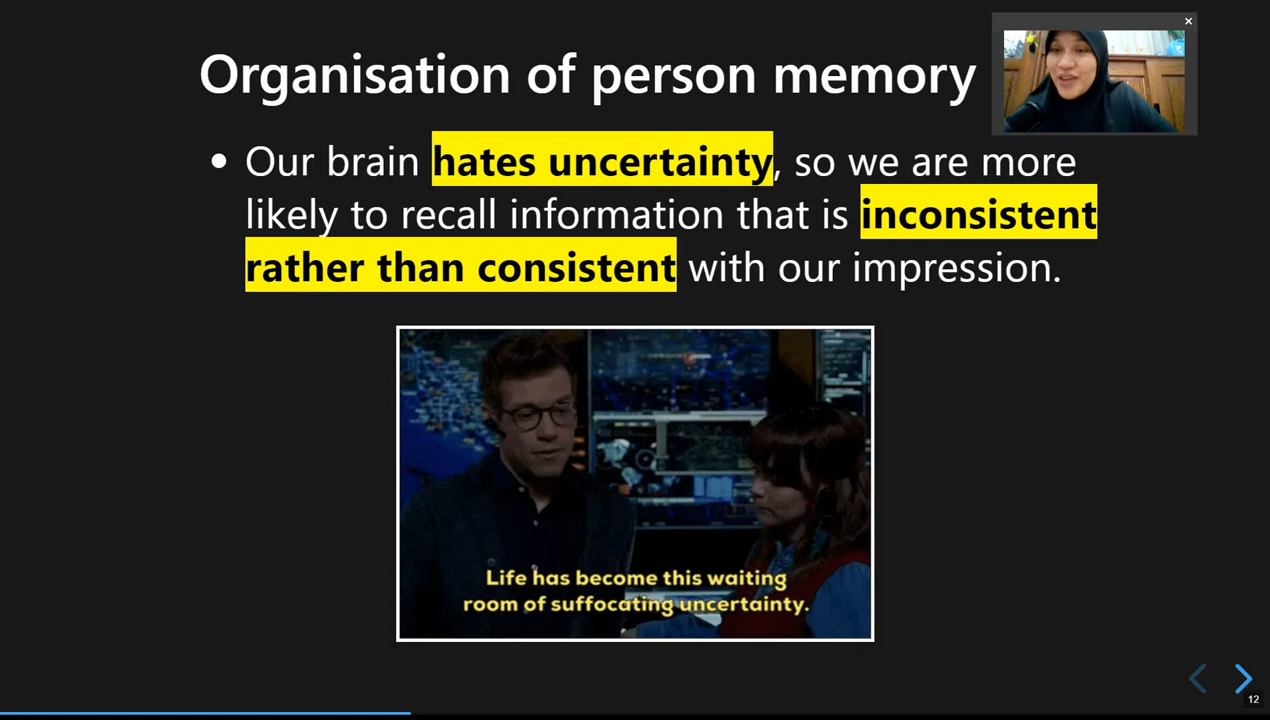 Organisation of person memory
• Our brain hates uncertainty, so we are more
likely to recall information that is inconsistent
rather than consistent with our impression.
Life has become this waiting
room of suffocating uncertainty.
12